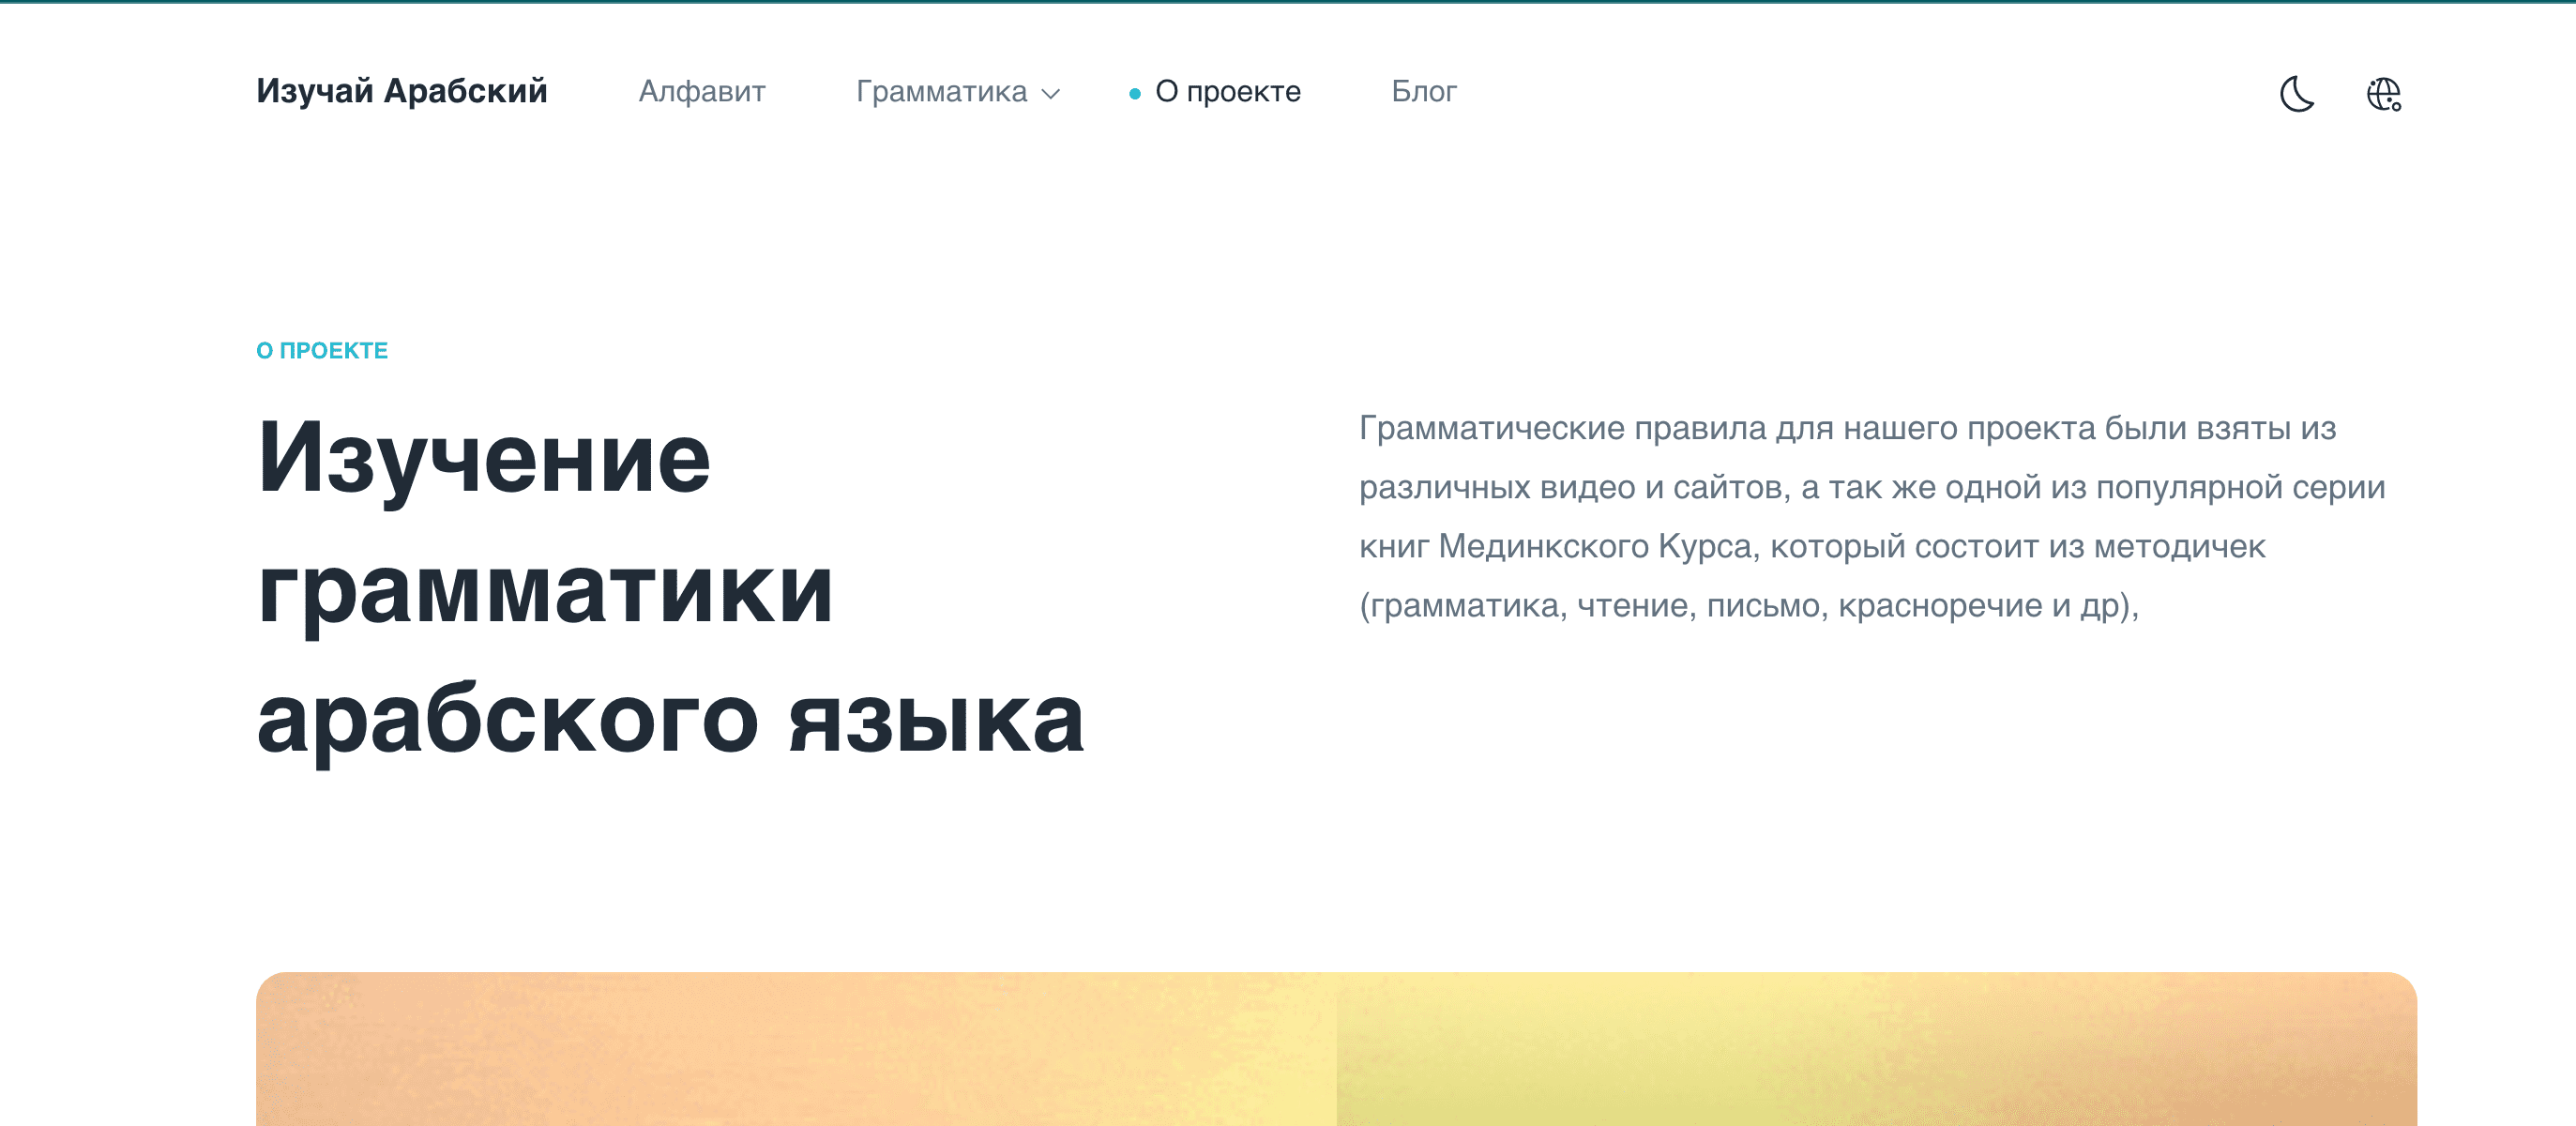 Изучай Арабский Алфавит Грамматика О проекте Блог
О ПРОЕКТЕ
Изучение
грамматики
арабского языка
Грамматические правила для нашего проекта были взяты из
различных видео и сайтов, а так же одной из популярной серии
книг Мединкского Курса, который состоит из методичек
(грамматика, чтение, письмо, красноречие и др),